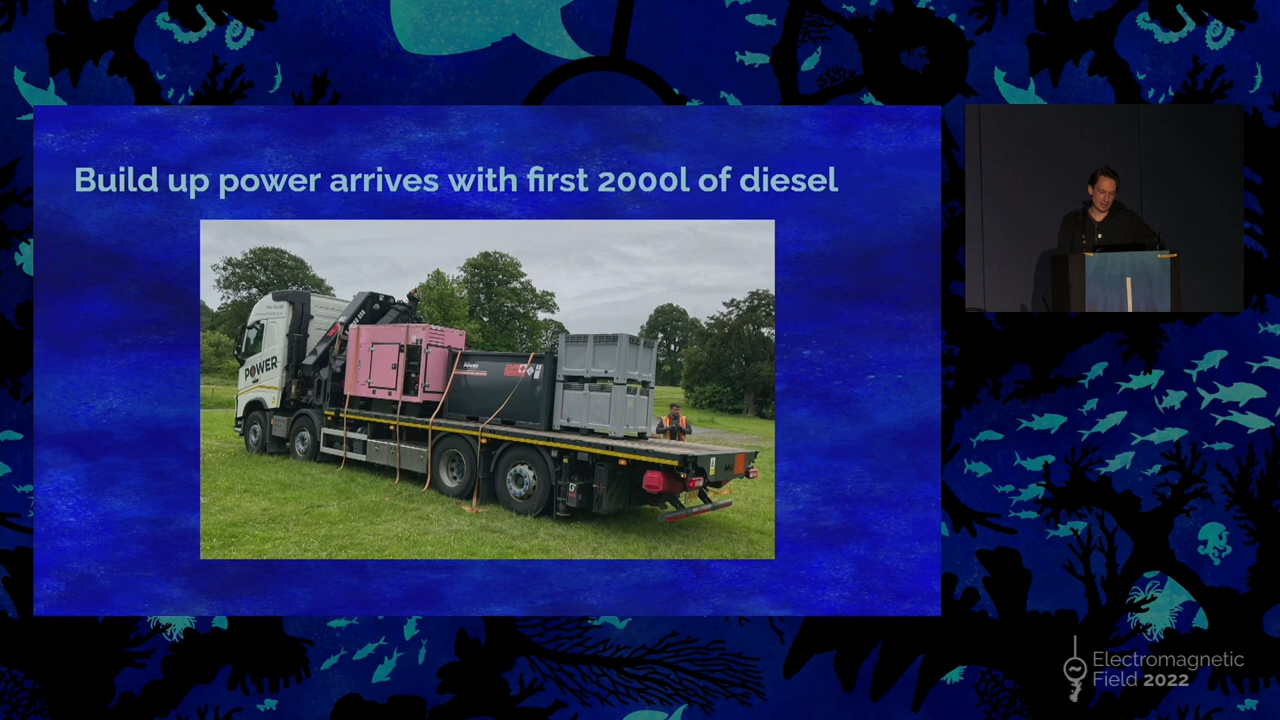 Build up power arrives with first 2000l of diesel
POWER
Electromagnetic
Field 2022